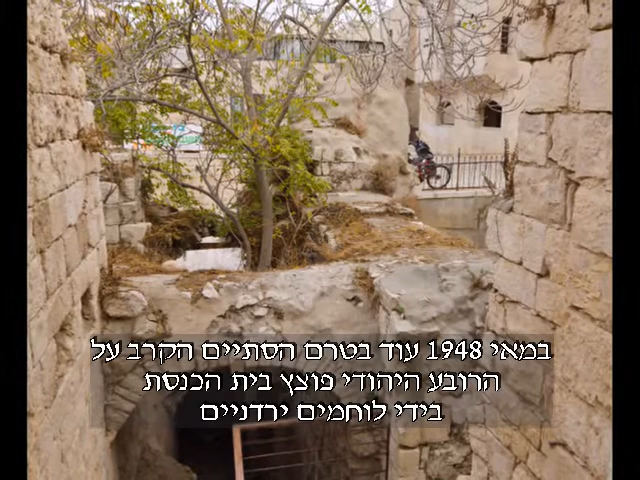 במאי 1948 עוד בטרם הסתיים הקרב על
הרובע היהודי פוצץ בית הכנסת
בידי לוחמים ירדניים